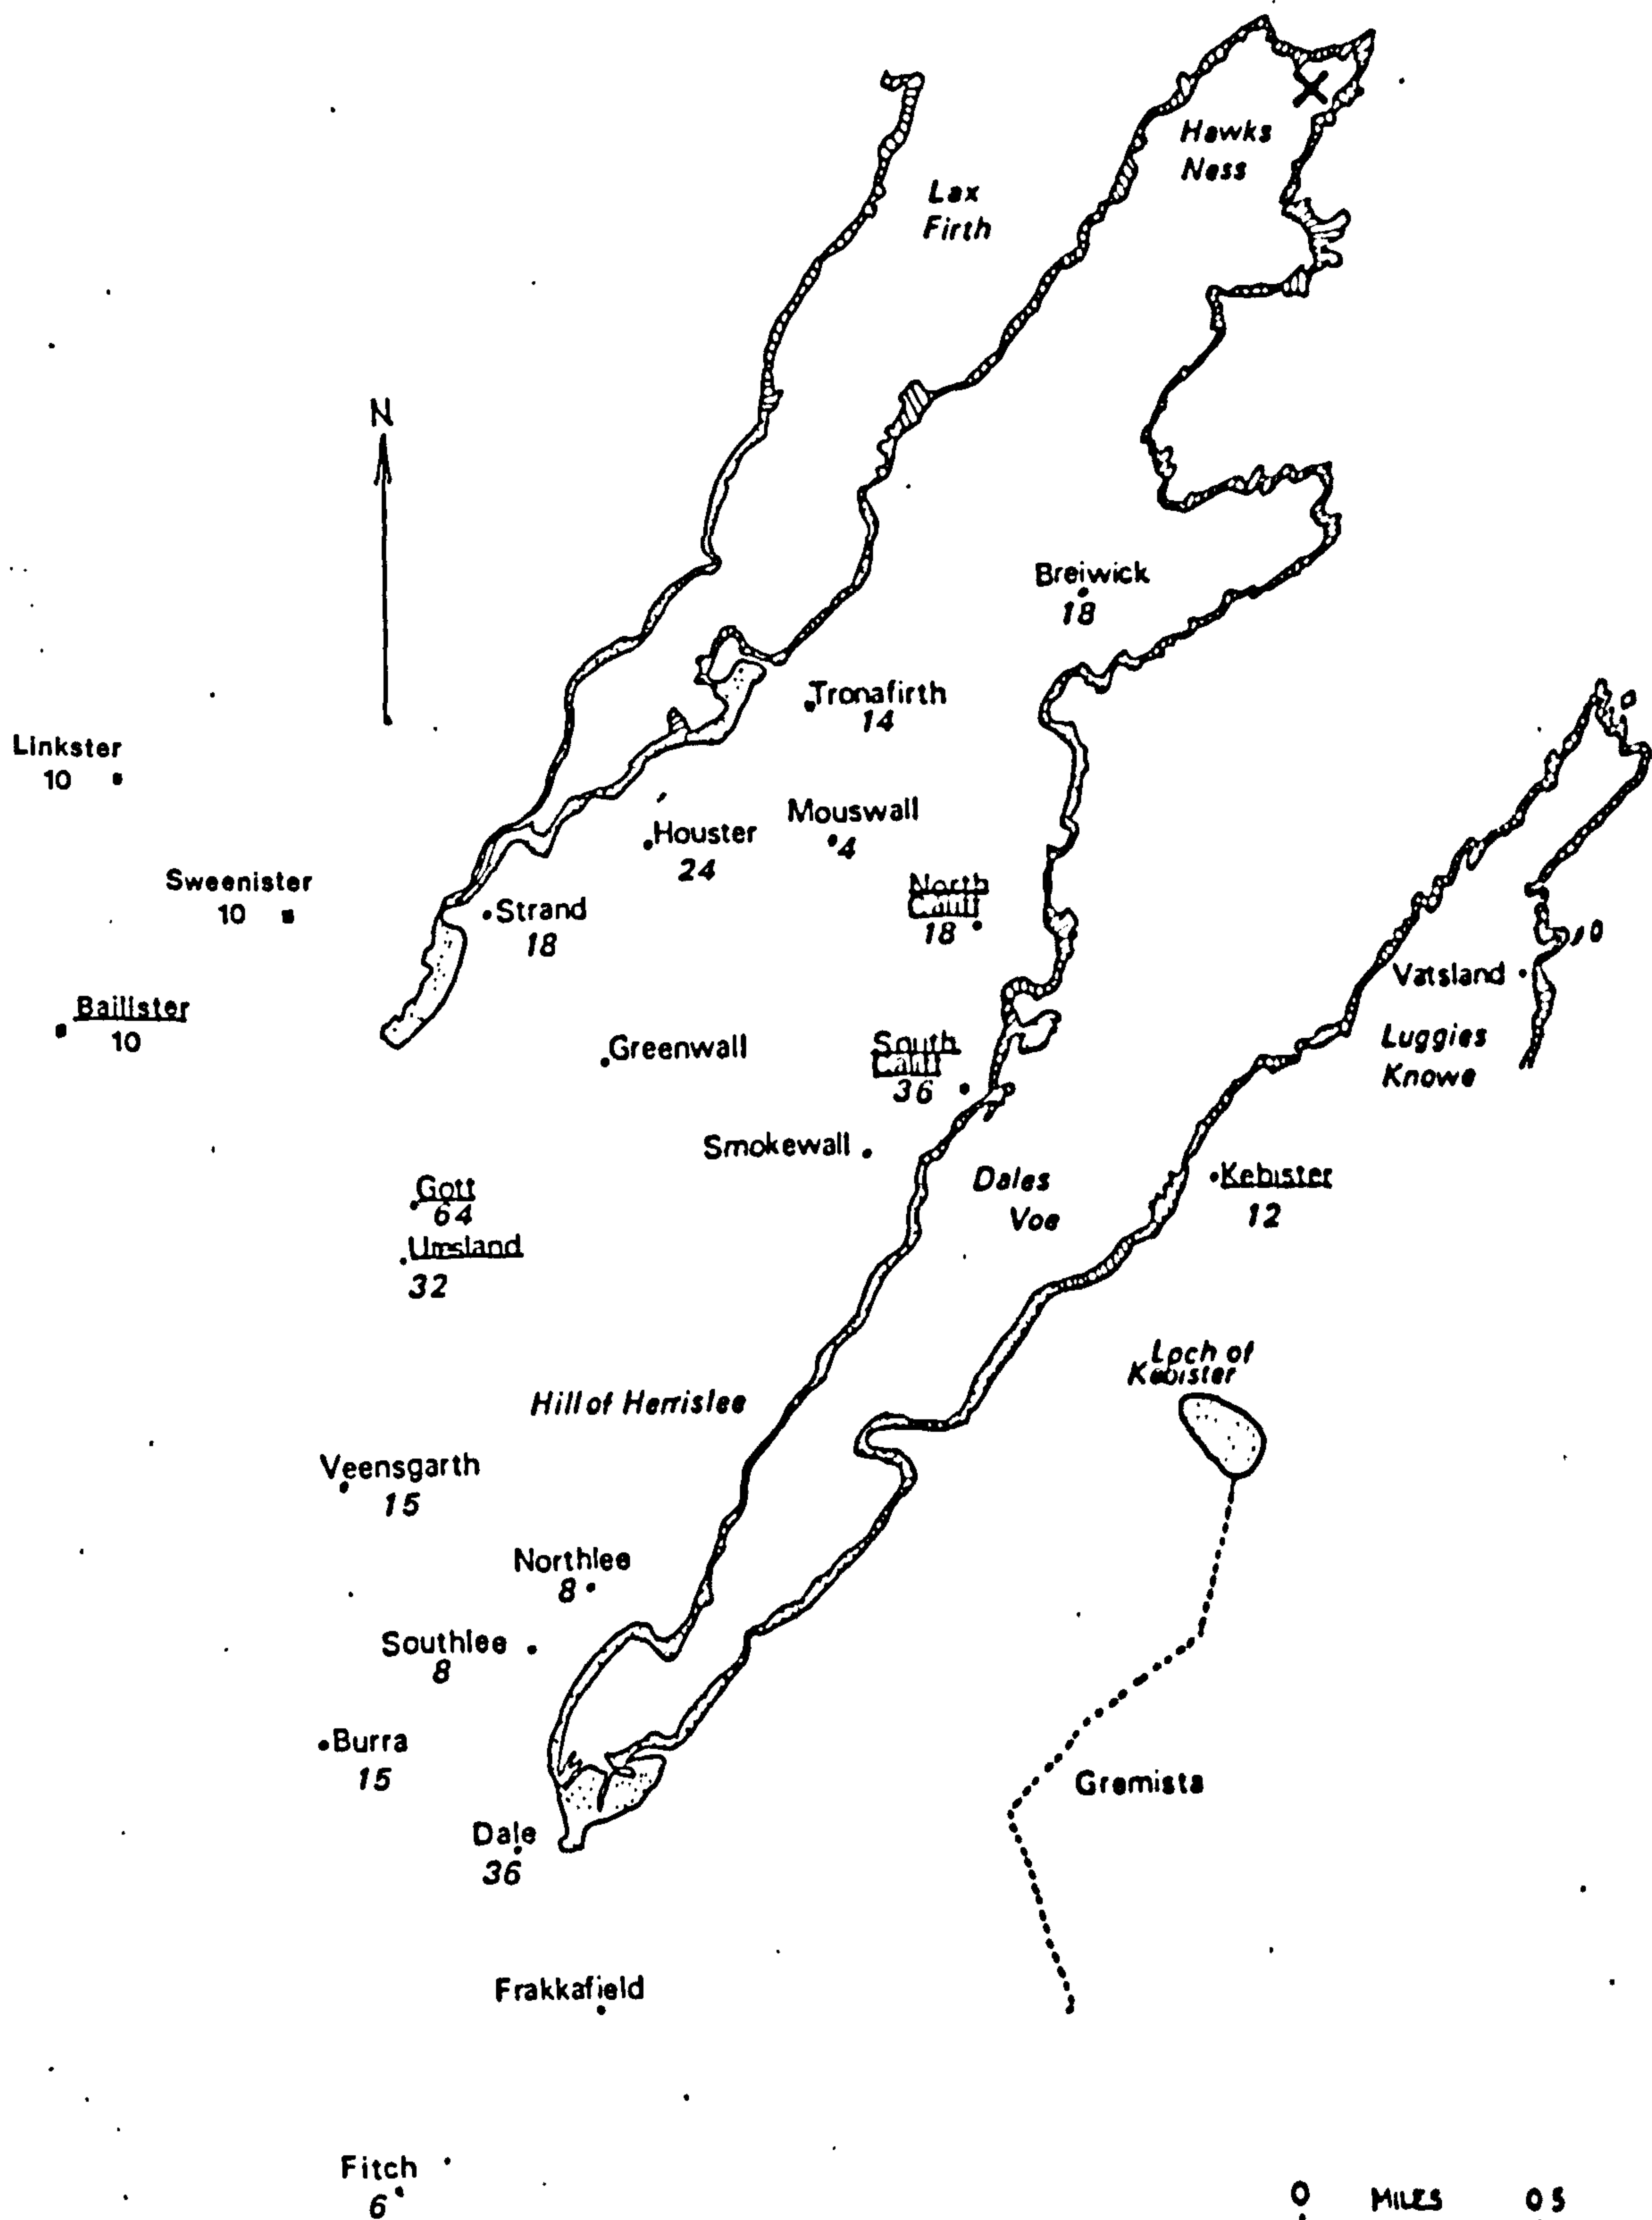 Hawks
Ness
Lax
Firth
N
Breiwick
18
Tronafirth
14
Linkster
10
Mouswall
4
Houster
24
Sweenister
10
North
18
Strand
18
Vatsland
Baillister
10
Luggies
Knowe
Greenwall
South
36
Smokewall
Dales
Voe
Kebister
12
Gott
64
Umsland
32
Loch of
Kebister
Hill of Herrislee
Veensgarth
15
Northlee
8
Southlee
8
Burra
15
Gremista
Dale
36
Frakkafield
Fitch
6
0 MILES 0 5